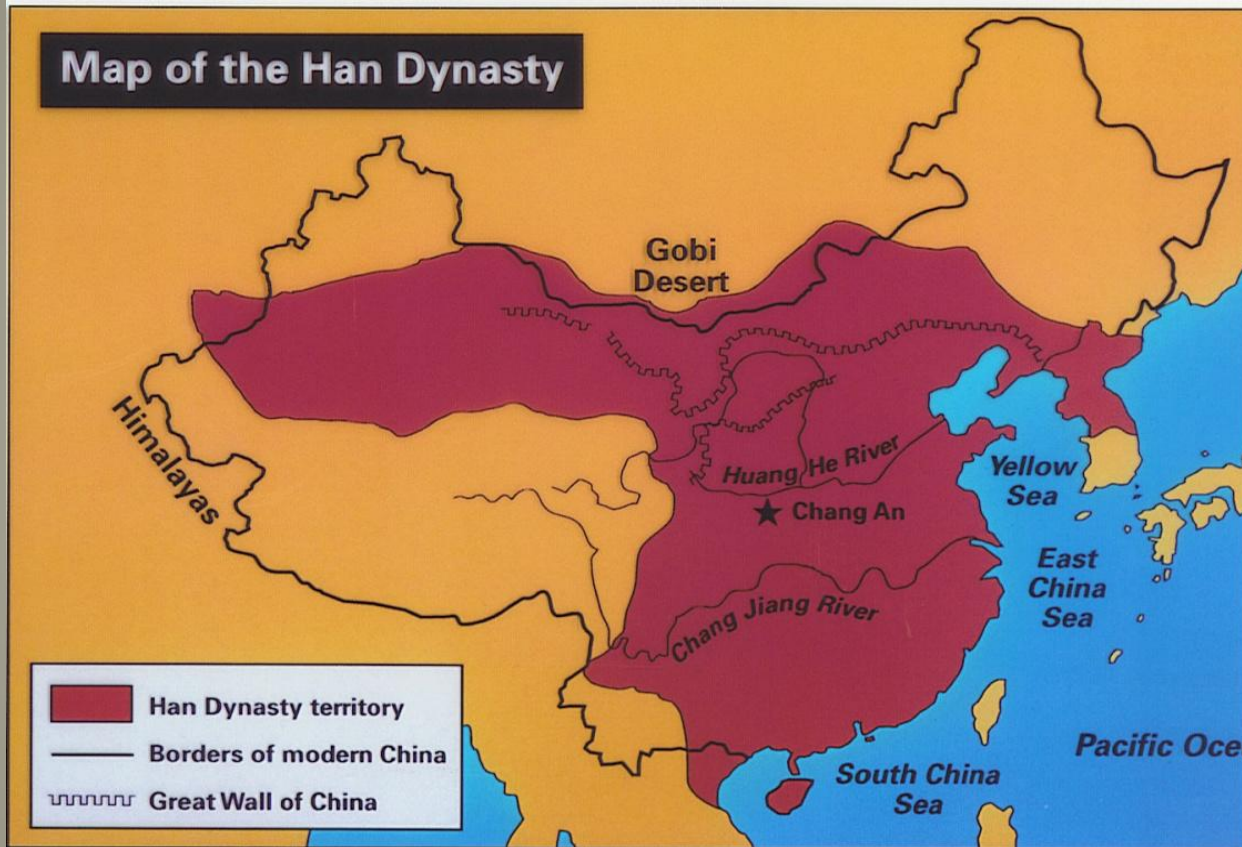 Map of the Han Dynasty
Gobi
Desert
Himalayas
Huang He River
Yellow
Sea
Chang An
East
China
Sea
Chang Jiang River
Han Dynasty territory
Borders of modern China
Great Wall of China
South China
Sea
Pacific Oce